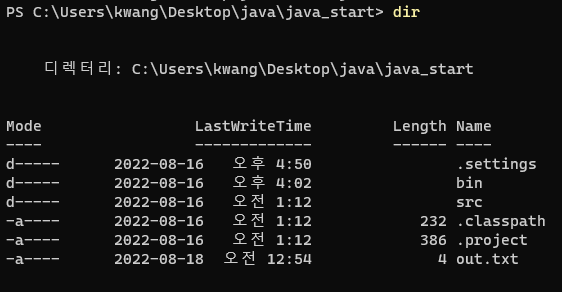 PS C:\Users\kwang\Desktop\java\java_start> dir
디렉터리: C:\Users\kwang\Desktop\java\java_start
Mode                 LastWriteTime         Length Name
----                 -------------         ------ ----
d-----      2022-08-16   오후 4:50                .settings
d-----      2022-08-16   오후 4:02                bin
d-----      2022-08-16   오전 1:12                src
-a----      2022-08-16   오전 1:12            232 .classpath
-a----      2022-08-16   오전 1:12            386 .project
-a----      2022-08-18  오전 12:54              4 out.txt